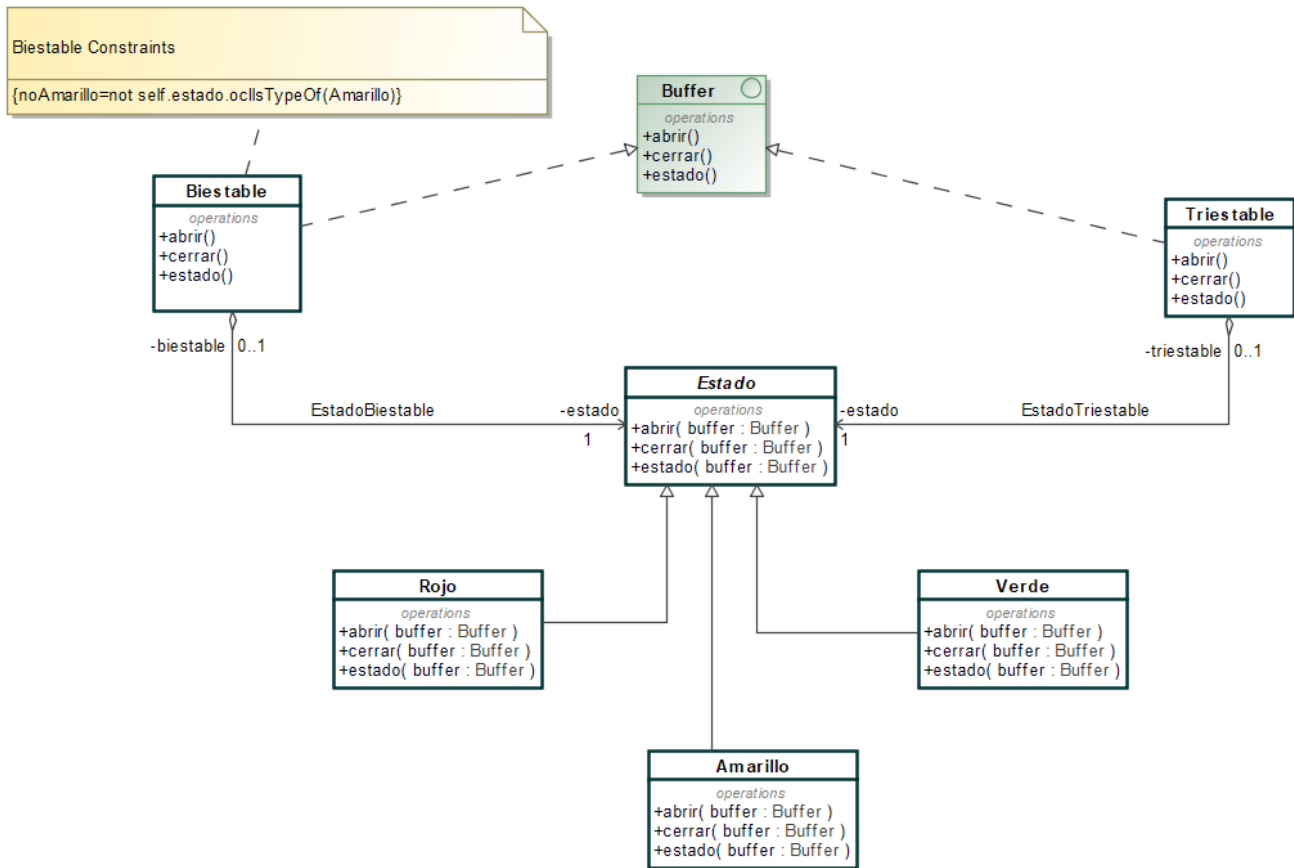 Biestable Constraints
{noAmarillo=not self.estado.oclIsTypeOf(Amarillo)}
Buffer
operations
+abrir()
+cerrar()
+estado()
Biestable
operations
+abrir()
+cerrar()
+estado()
Triestable
operations
+abrir()
+cerrar()
+estado()
-biestable 0..1
-triestable 0..1
EstadoBiestable
-estado
1
Estado
operations
+abrir( buffer : Buffer )
+cerrar( buffer : Buffer )
+estado( buffer : Buffer )
-estado
1
EstadoTriestable
Rojo
operations
+abrir( buffer : Buffer )
+cerrar( buffer : Buffer )
+estado( buffer : Buffer )
Verde
operations
+abrir( buffer : Buffer )
+cerrar( buffer : Buffer )
+estado( buffer : Buffer )
Amarillo
operations
+abrir( buffer : Buffer )
+cerrar( buffer : Buffer )
+estado( buffer : Buffer )